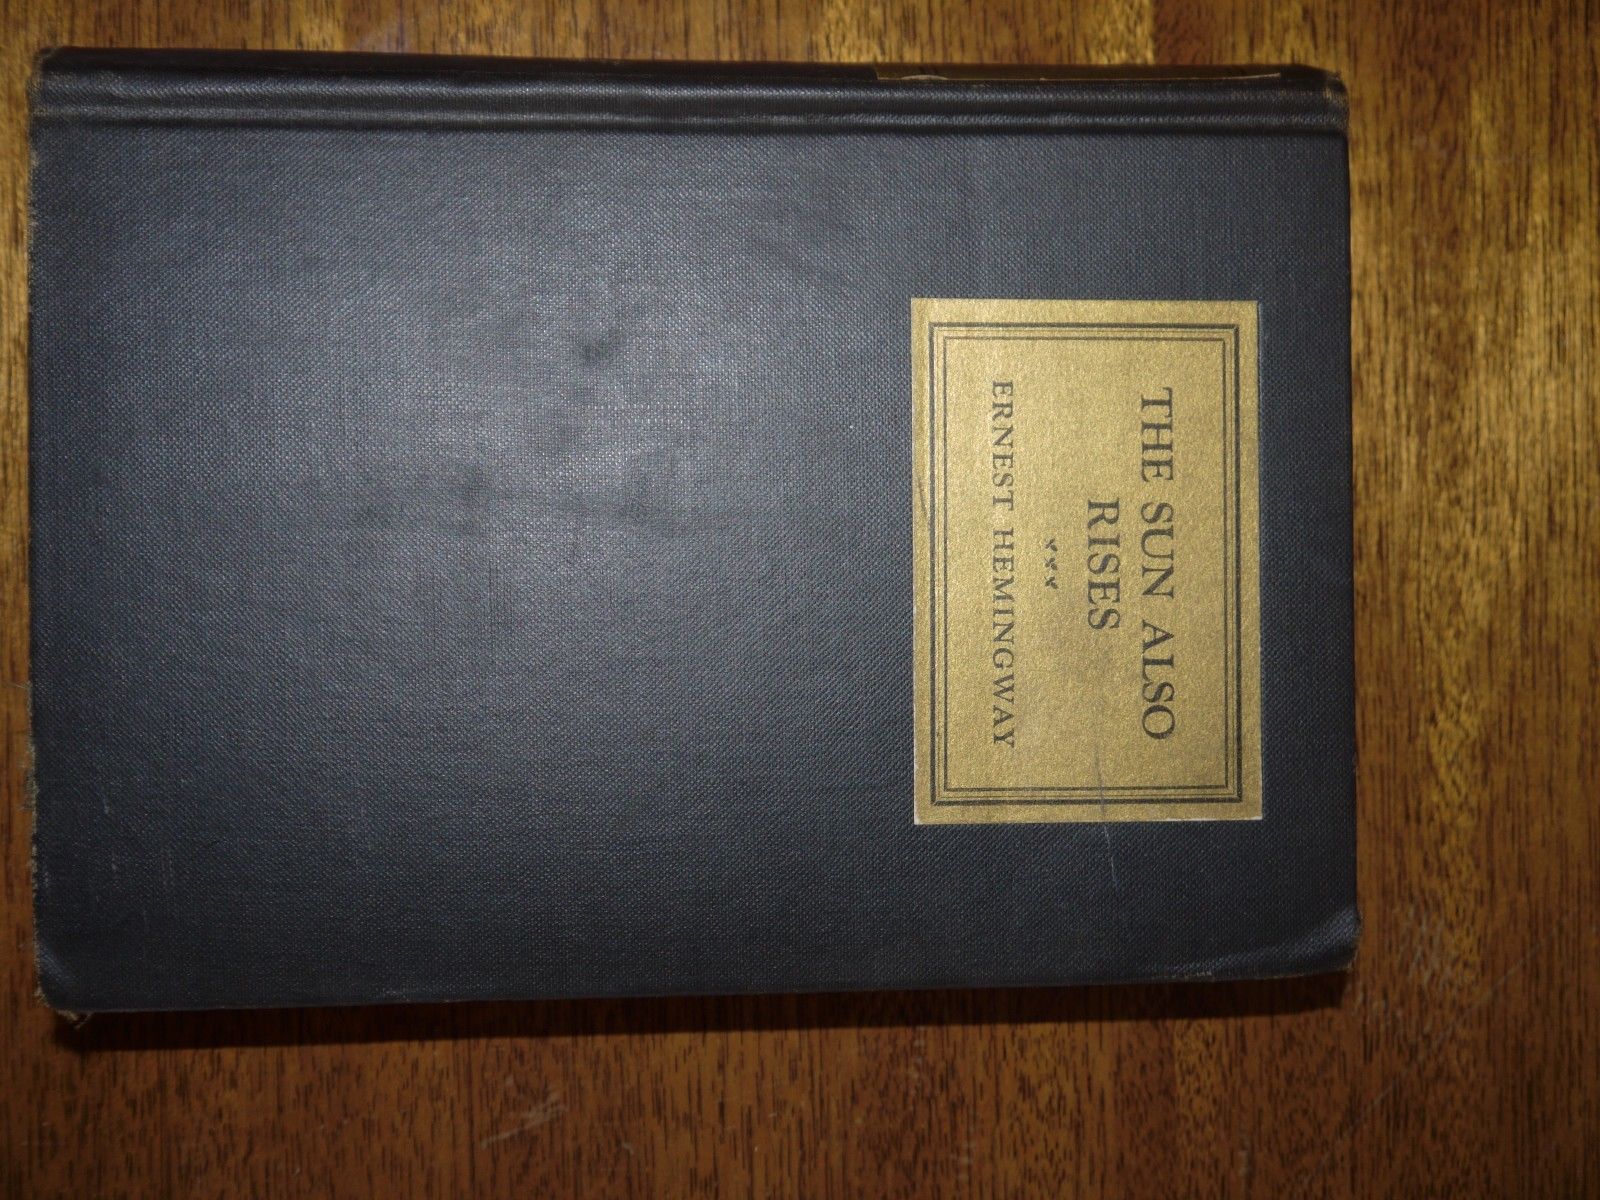 THE SUN ALSO
RISES
ERNEST HEMINGWAY